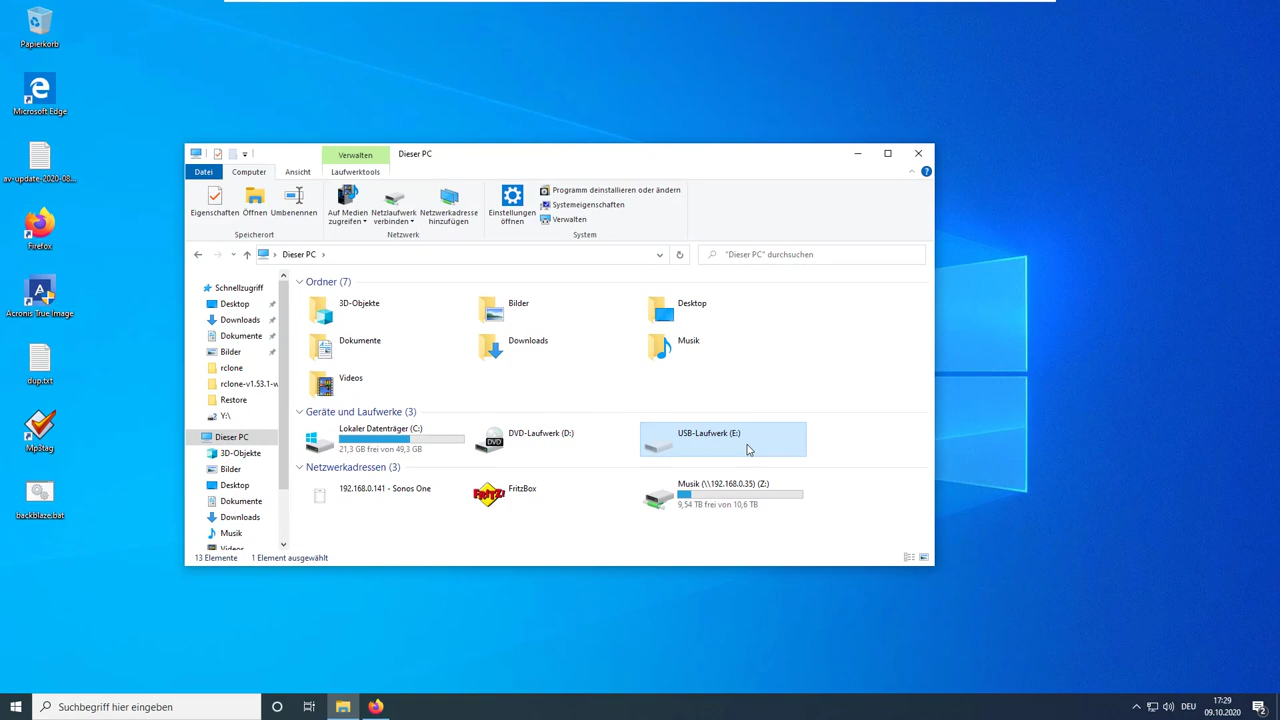 Papierkorb
Microsoft Edge
av-update-2020-08...
Firefox
Acronis True Image
dup.txt
Mp3tag
backblaze.bat
Verwalten
Dieser PC
Datei
Computer
Ansicht
Laufwerktools
Eigenschaften
Öffnen
Umbenennen
Speicherort
Auf Medien zugreifen
Netzlaufwerk verbinden
Netzwerkadresse hinzufügen
Netzwerk
Einstellungen öffnen
Programm deinstallieren oder ändern
Systemeigenschaften
Verwalten
System
Dieser PC
"Dieser PC" durchsuchen
Schnellzugriff
Desktop
Downloads
Dokumente
Bilder
rclone
rclone-v1.53.1-w
Restore
Y:\
Dieser PC
3D-Objekte
Bilder
Desktop
Dokumente
Downloads
Musik
Videos
Ordner (7)
3D-Objekte
Bilder
Desktop
Dokumente
Downloads
Musik
Videos
Geräte und Laufwerke (3)
Lokaler Datenträger (C:)
21,3 GB frei von 49,3 GB
DVD
DVD-Laufwerk (D:)
USB-Laufwerk (E:)
Netzwerkadressen (3)
192.168.0.141 - Sonos One
FRITZ!
FritzBox
Musik (\\192.168.0.35) (Z:)
9,54 TB frei von 10,6 TB
13 Elemente
1 Element ausgewählt
Suchbegriff hier eingeben
DEU
17:29
09.10.2020
2